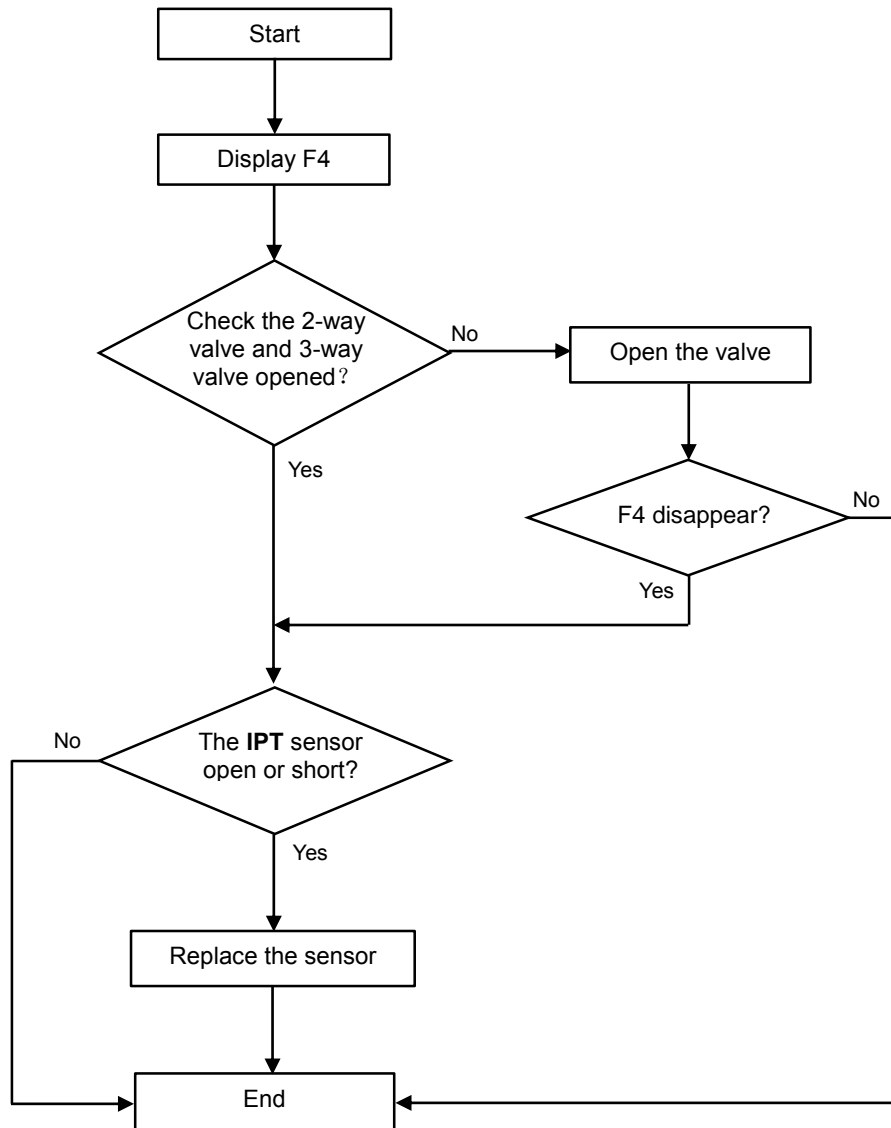 Start
Display F4
Check the 2-way
valve and 3-way
valve opened？
No
Open the valve
Yes
F4 disappear?
No
Yes
No
The IPT sensor
open or short?
Yes
Replace the sensor
End